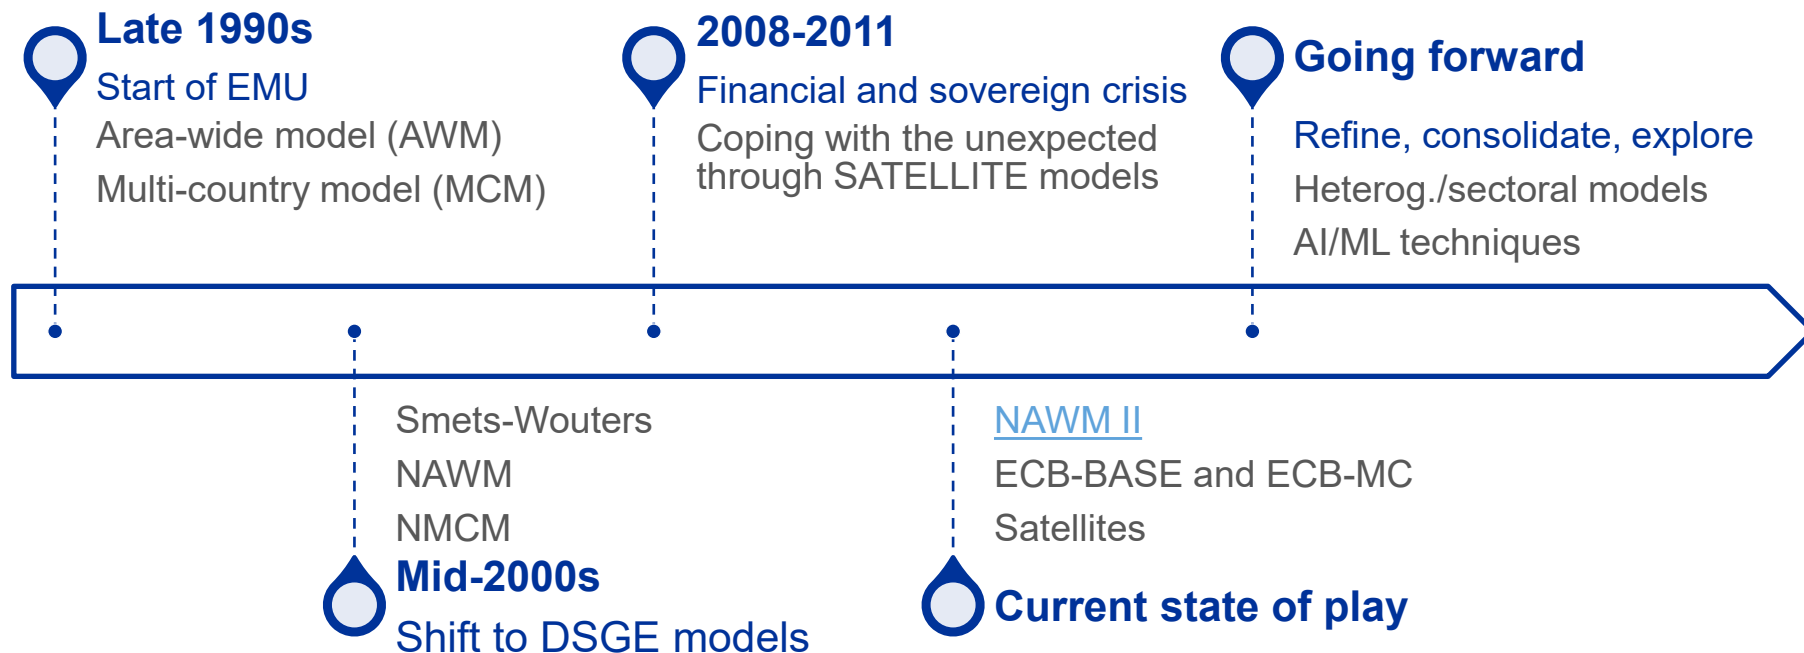 Late 1990s
Start of EMU
Area-wide model (AWM)
Multi-country model (MCM)
2008-2011
Financial and sovereign crisis
Coping with the unexpected
through SATELLITE models
Going forward
Refine, consolidate, explore
Heterog./sectoral models
AI/ML techniques
Smets-Wouters
NAWM
NMCM
Mid-2000s
Shift to DSGE models
NAWM II
ECB-BASE and ECB-MC
Satellites
Current state of play